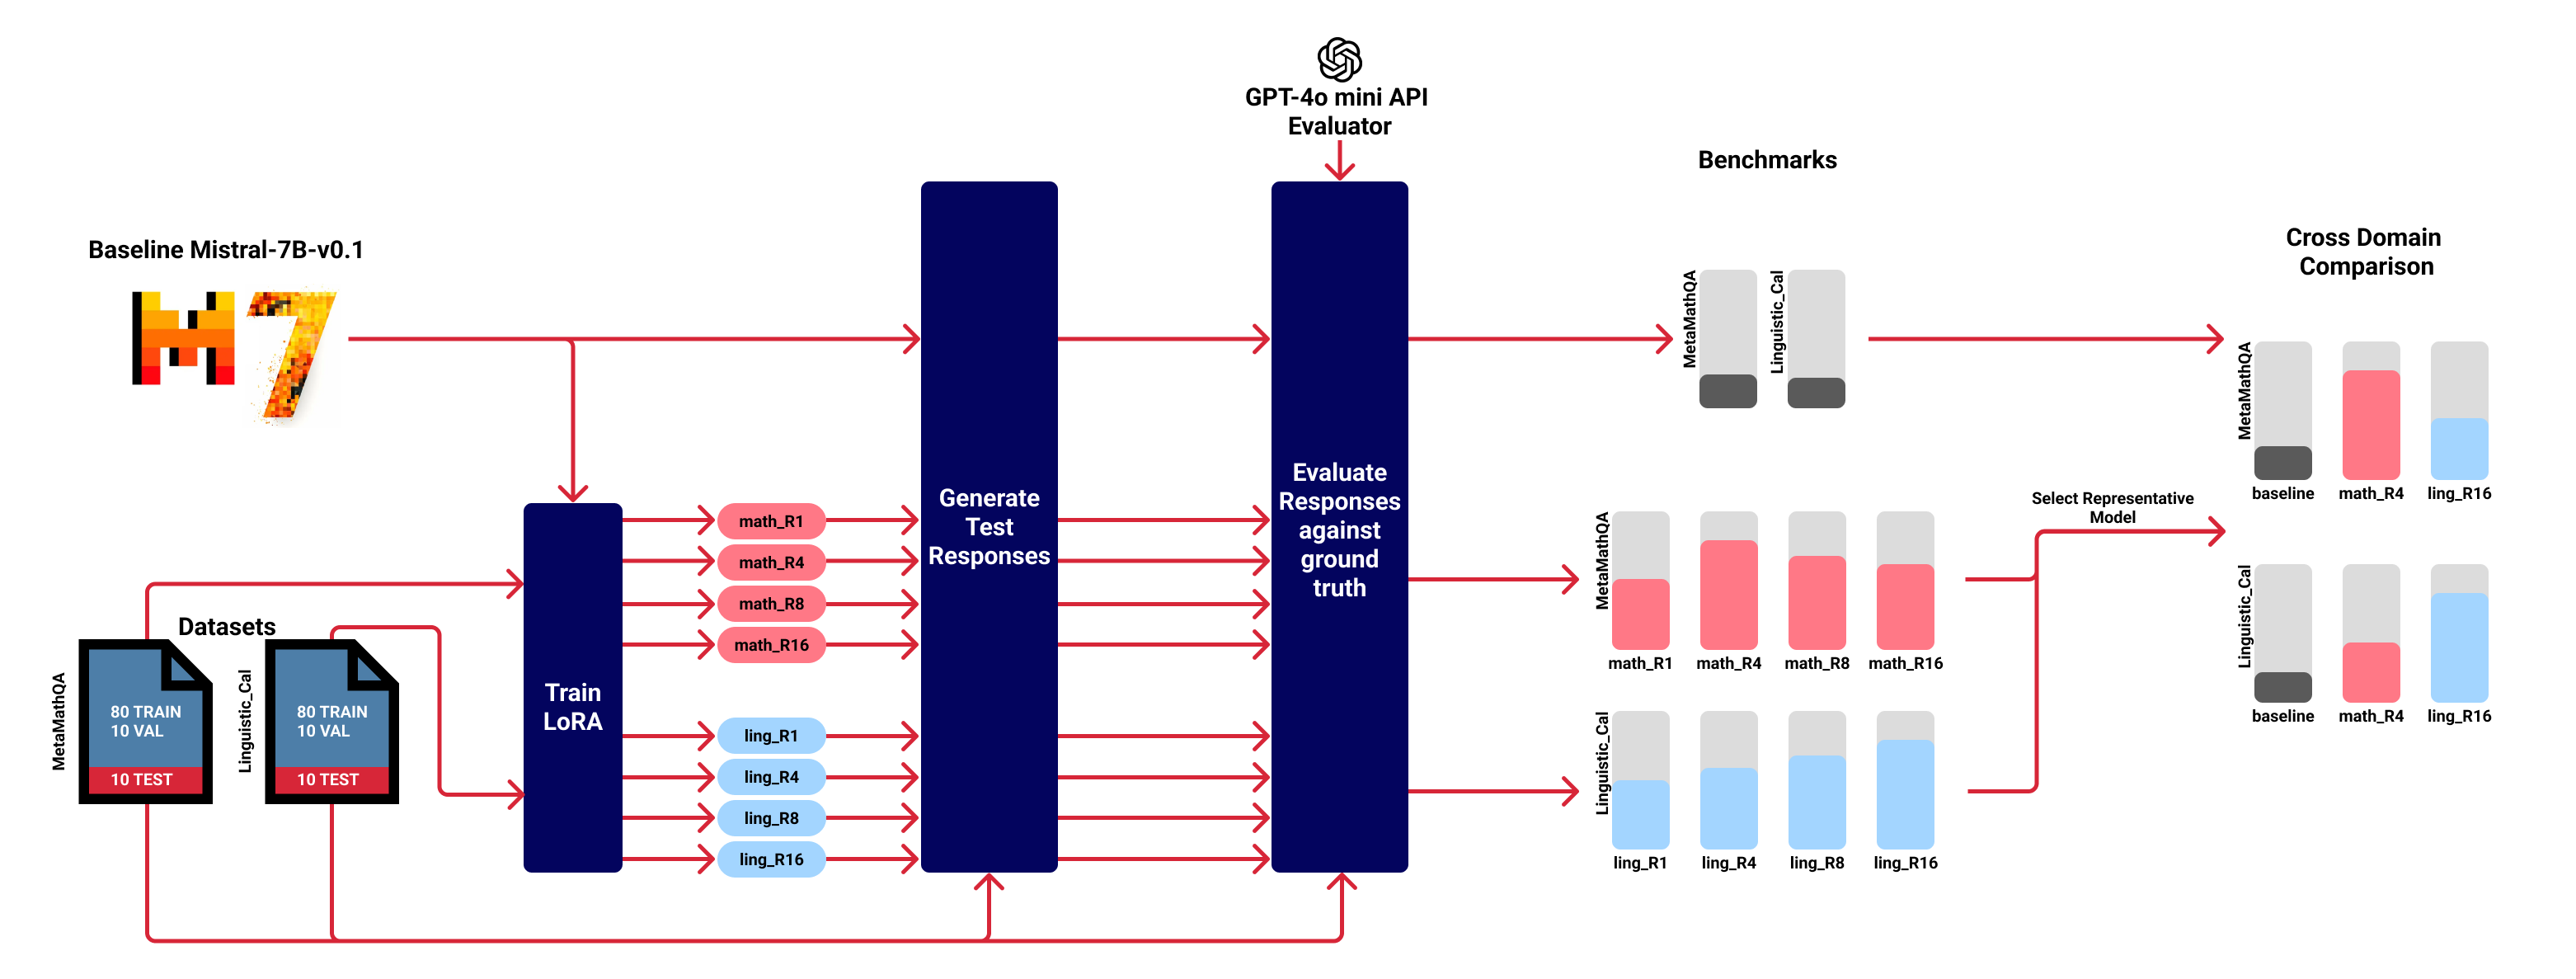 GPT-4o mini API
Evaluator
Benchmarks
Cross Domain
Comparison
Baseline Mistral-7B-v0.1
7
Datasets
MetaMathQA
80 TRAIN
10 VAL
10 TEST
Linguistic_Cal
80 TRAIN
10 VAL
10 TEST
Train
LoRA
math_R1
math_R4
math_R8
math_R16
ling_R1
ling_R4
ling_R8
ling_R16
Generate
Test
Responses
Evaluate
Responses
against
ground
truth
MetaMathQA
Linguistic_Cal
MetaMathQA
math_R1
math_R4
math_R8
math_R16
Linguistic_Cal
ling_R1
ling_R4
ling_R8
ling_R16
Select Representative
Model
MetaMathQA
baseline
math_R4
ling_R16
Linguistic_Cal
baseline
math_R4
ling_R16